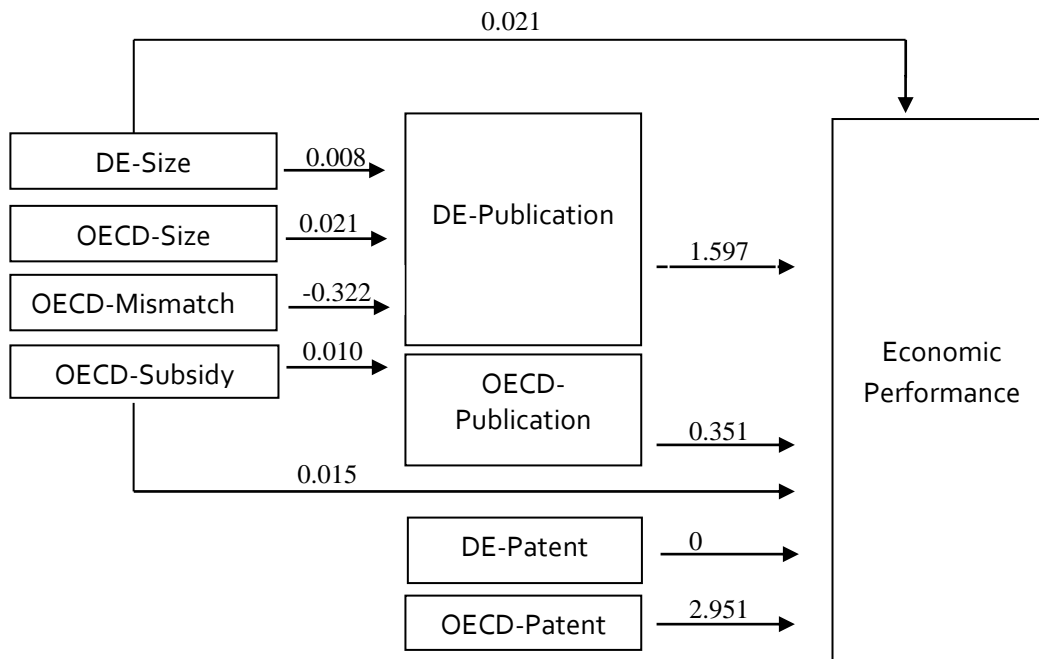 0.021
DE-Size
0.008
OECD-Size
0.021
OECD-Mismatch
-0.322
OECD-Subsidy
0.010
DE-Publication
1.597
OECD-
Publication
0.351
0.015
DE-Patent
0
OECD-Patent
2.951
Economic
Performance